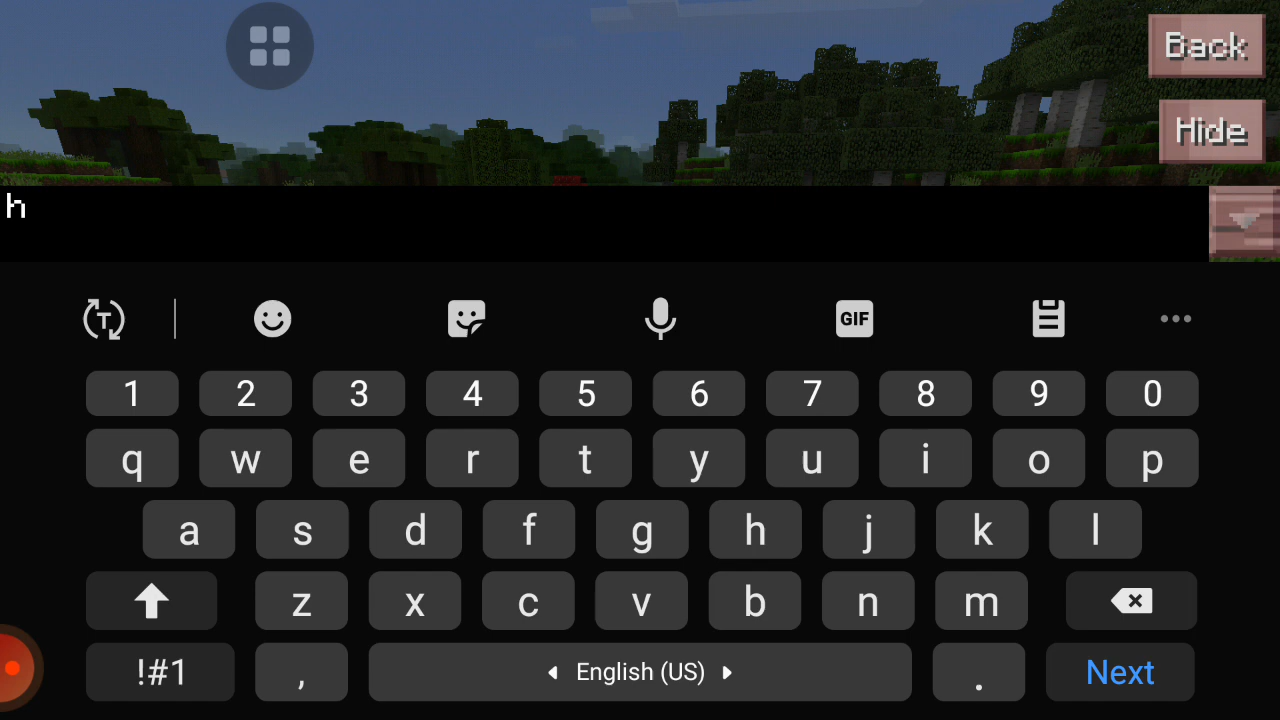 Back
Hide
h
T
GIF
1 2 3 4 5 6 7 8 9 0
q w e r t y u i o p
a s d f g h j k l
z x c v b n m
!#1 , English (US) . Next